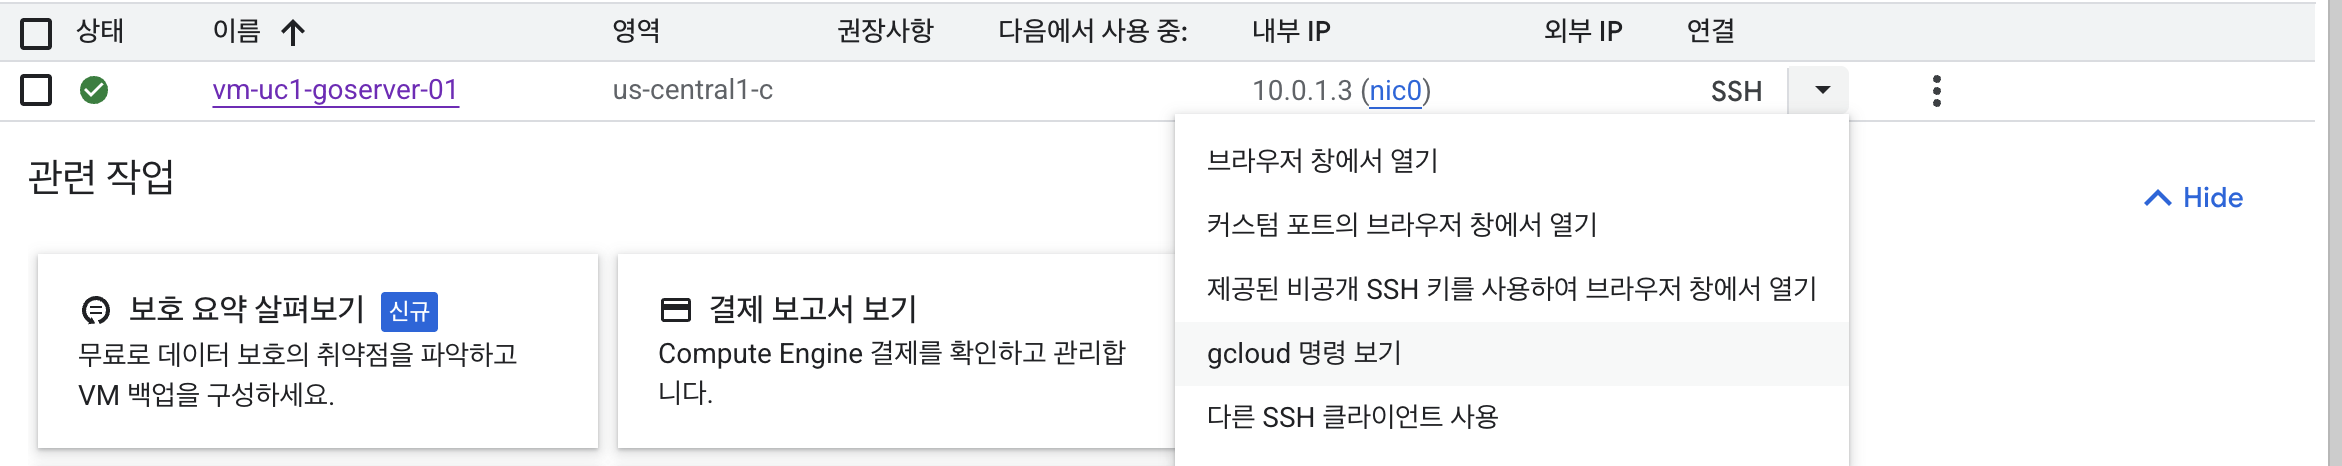 상태 이름 영역 권장사항 다음에서 사용 중: 내부 IP 외부 IP 연결
vm-uc1-goserver-01 us-central1-c 10.0.1.3 (nic0) SSH
브라우저 창에서 열기
커스텀 포트의 브라우저 창에서 열기
제공된 비공개 SSH 키를 사용하여 브라우저 창에서 열기
gcloud 명령 보기
다른 SSH 클라이언트 사용
관련 작업
Hide
보호 요약 살펴보기 신규
무료로 데이터 보호의 취약점을 파악하고
VM 백업을 구성하세요.
결제 보고서 보기
Compute Engine 결제를 확인하고 관리합
니다.